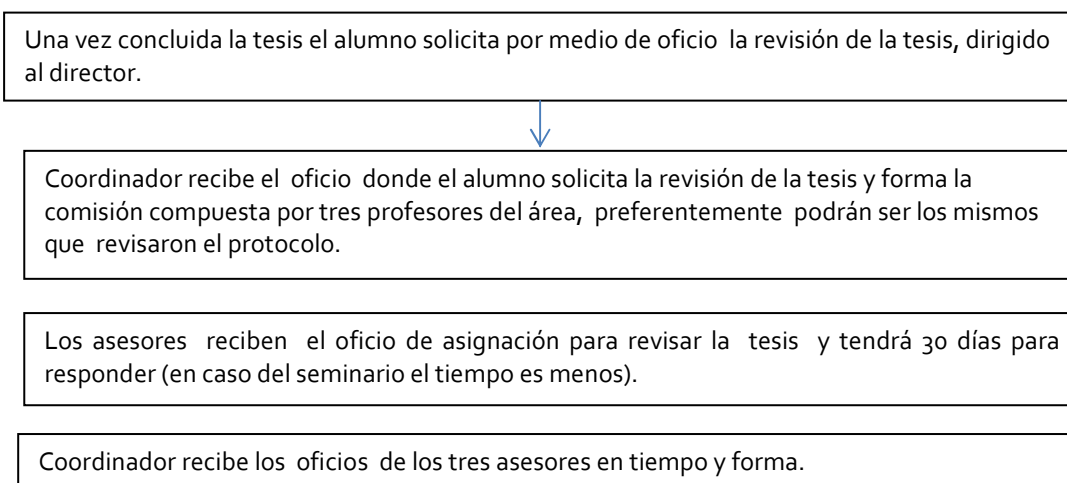 Una vez concluida la tesis el alumno solicita por medio de oficio la revisión de la tesis, dirigido
al director.
Coordinador recibe el oficio donde el alumno solicita la revisión de la tesis y forma la
comisión compuesta por tres profesores del área, preferentemente podrán ser los mismos
que revisaron el protocolo.
Los asesores reciben el oficio de asignación para revisar la tesis y tendrá 30 días para
responder (en caso del seminario el tiempo es menos).
Coordinador recibe los oficios de los tres asesores en tiempo y forma.